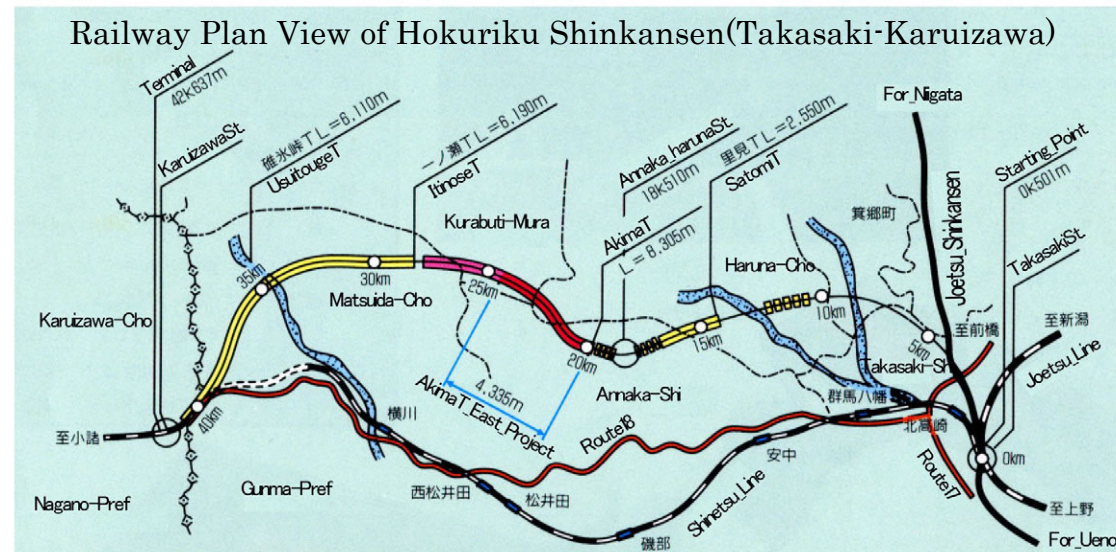 Railway Plan View of Hokuriku Shinkansen(Takasaki-Karuizawa)
Terminal
42K637m
KaruizawaSt
碓氷峠T L=6,110m
UsuitougeT
一ノ瀬T L=6,190m
ItinoseT
Annaka_harunaSt
18K510m
AkimaT
L=8,305m
里見T L=2,550m
SatomiT
For_Niigata
Joetsu_Shinkansen
Starting_Point
0K501m
TakasakiSt
Kurabuti-Mura
箕郷町
Haruna-Cho
35km
30km
25km
Matsuida-Cho
Karuizawa-Cho
10km
15km
5km
至前橋
至新潟
Joetsu_Line
Takasaki-Shi
20km
Annaka-Shi
4,335m
AkimaT_East_Project
40km
横川
群馬八幡
北高崎
至小諸
Route18
安中
0km
Route17
Gunma-Pref
Nagano-Pref
西松井田
松井田
磯部
Shinetsu_Line
至上野
For_Ueno